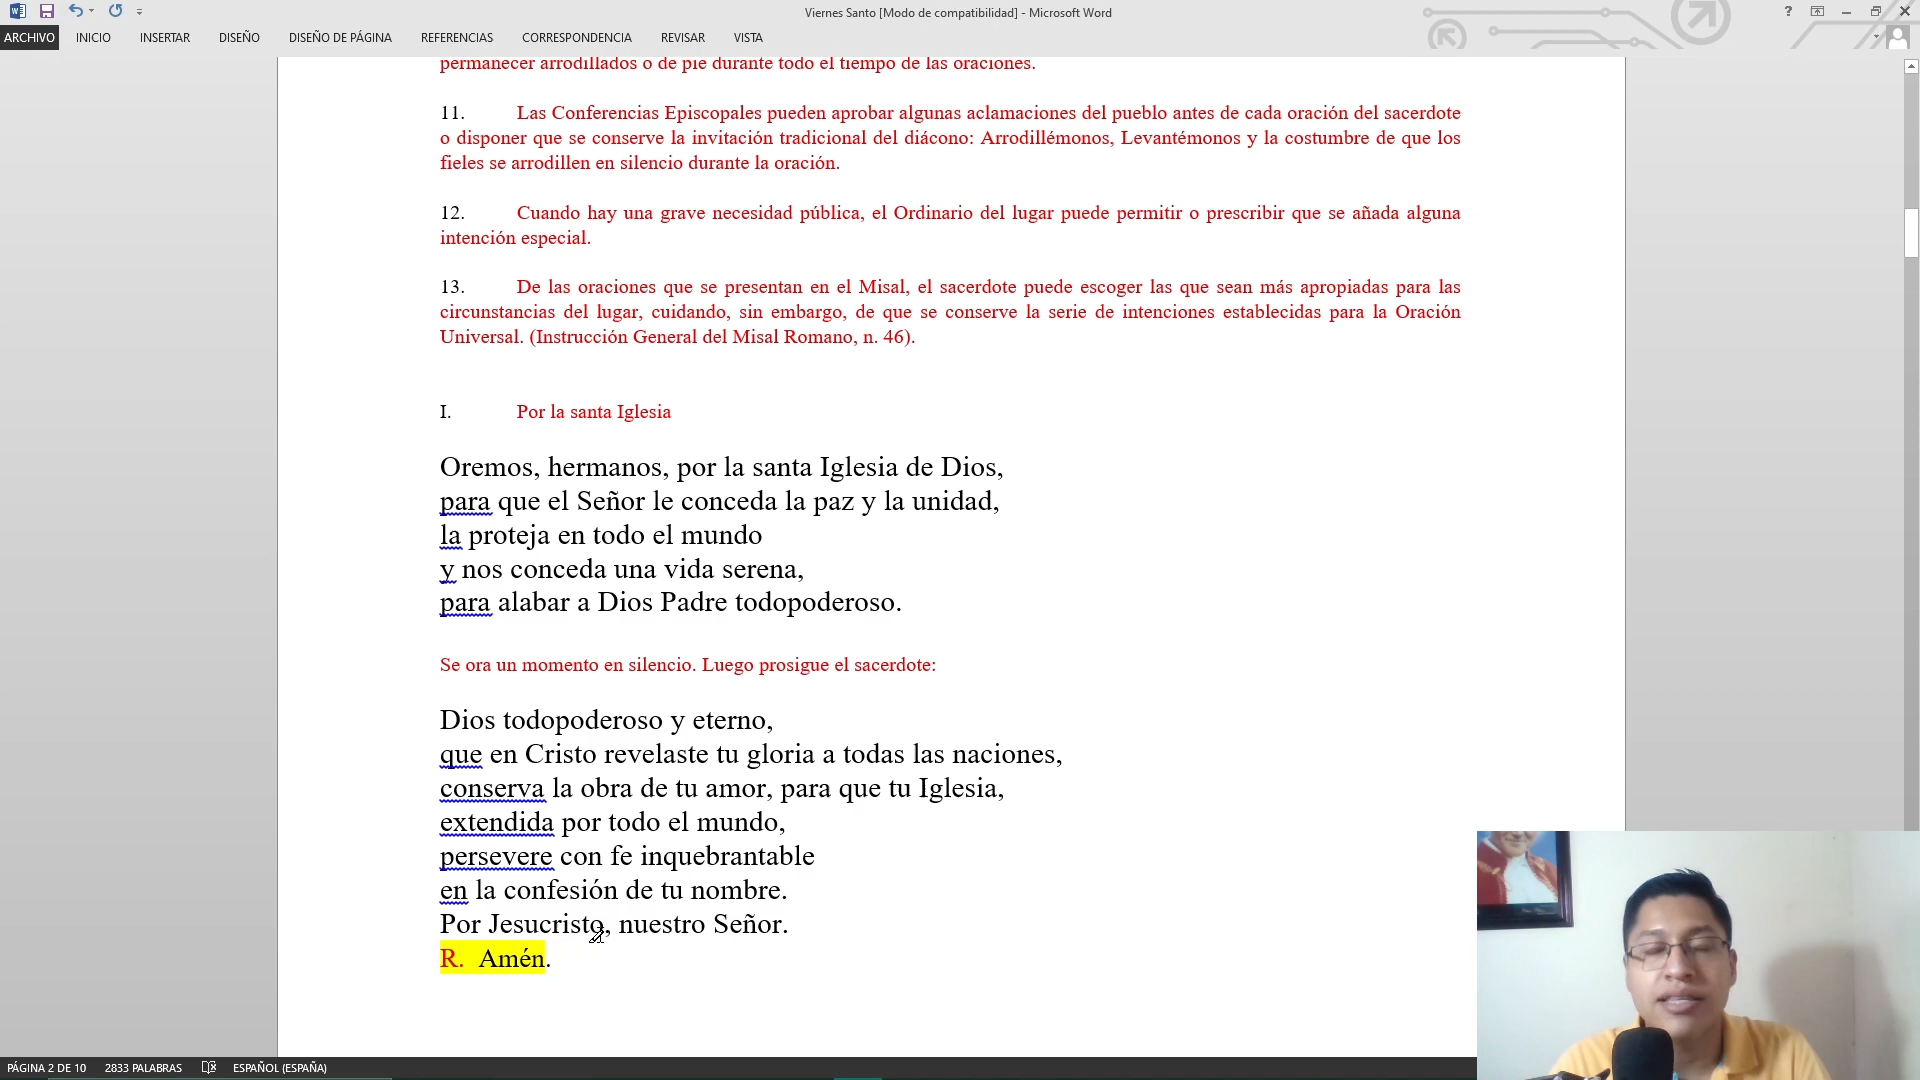 Viernes Santo [Modo de compatibilidad] - Microsoft Word
ARCHIVO INICIO INSERTAR DISEÑO DISEÑO DE PÁGINA REFERENCIAS CORRESPONDENCIA REVISAR VISTA
permanecer arrodillados o de pie durante todo el tiempo de las oraciones.
11. Las Conferencias Episcopales pueden aprobar algunas aclamaciones del pueblo antes de cada oración del sacerdote
o disponer que se conserve la invitación tradicional del diácono: Arrodillémonos, Levantémonos y la costumbre de que los
fieles se arrodillen en silencio durante la oración.
12. Cuando hay una grave necesidad pública, el Ordinario del lugar puede permitir o prescribir que se añada alguna
intención especial.
13. De las oraciones que se presentan en el Misal, el sacerdote puede escoger las que sean más apropiadas para las
circunstancias del lugar, cuidando, sin embargo, de que se conserve la serie de intenciones establecidas para la Oración
Universal. (Instrucción General del Misal Romano, n. 46).
I. Por la santa Iglesia
Oremos, hermanos, por la santa Iglesia de Dios,
para que el Señor le conceda la paz y la unidad,
la proteja en todo el mundo
y nos conceda una vida serena,
para alabar a Dios Padre todopoderoso.
Se ora un momento en silencio. Luego prosigue el sacerdote:
Dios todopoderoso y eterno,
que en Cristo revelaste tu gloria a todas las naciones,
conserva la obra de tu amor, para que tu Iglesia,
extendida por todo el mundo,
persevere con fe inquebrantable
en la confesión de tu nombre.
Por Jesucristo, nuestro Señor.
R. Amén.
PÁGINA 2 DE 10 2833 PALABRAS ESPAÑOL (ESPAÑA)